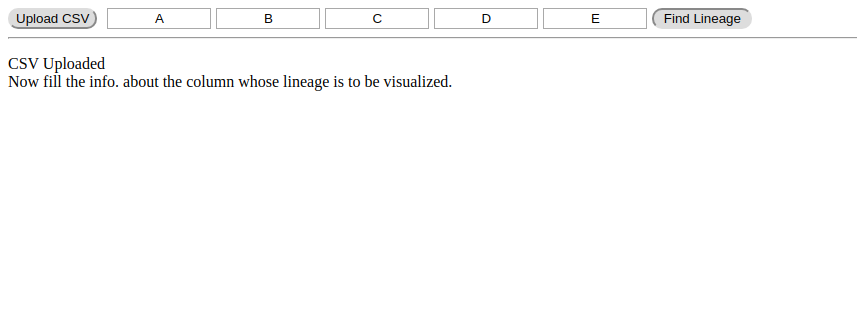 Upload CSV A B C D E Find Lineage
CSV Uploaded
Now fill the info. about the column whose lineage is to be visualized.